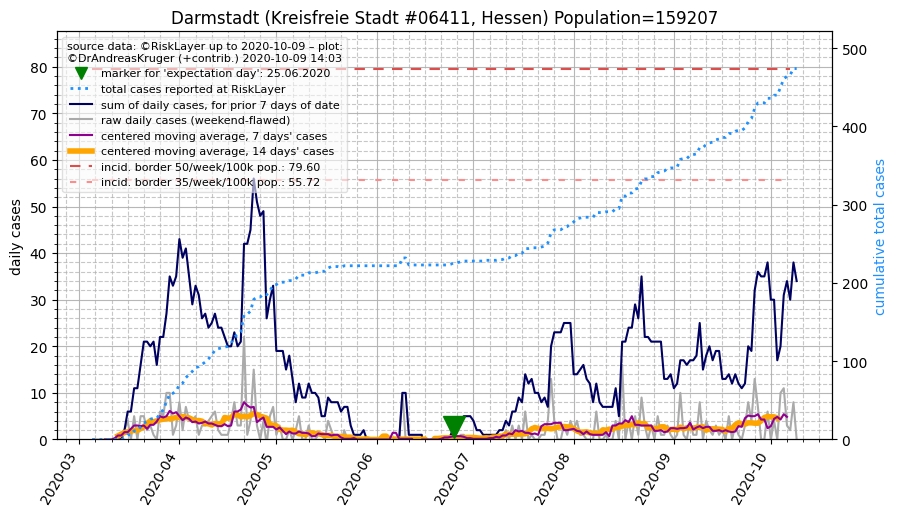 Darmstadt (Kreisfreie Stadt #06411, Hessen) Population=159207
source data: ©RiskLayer up to 2020-10-09 – plot:
©DrAndreasKruger (+contrib.) 2020-10-09 14:03
marker for 'expectation day': 25.06.2020
total cases reported at RiskLayer
sum of daily cases, for prior 7 days of date
raw daily cases (weekend-flawed)
centered moving average, 7 days' cases
centered moving average, 14 days' cases
incid. border 50/week/100k pop.: 79.60
incid. border 35/week/100k pop.: 55.72
daily cases
80
70
60
50
40
30
20
10
0
cumulative total cases
500
400
300
200
100
0
2020-03
2020-04
2020-05
2020-06
2020-07
2020-08
2020-09
2020-10